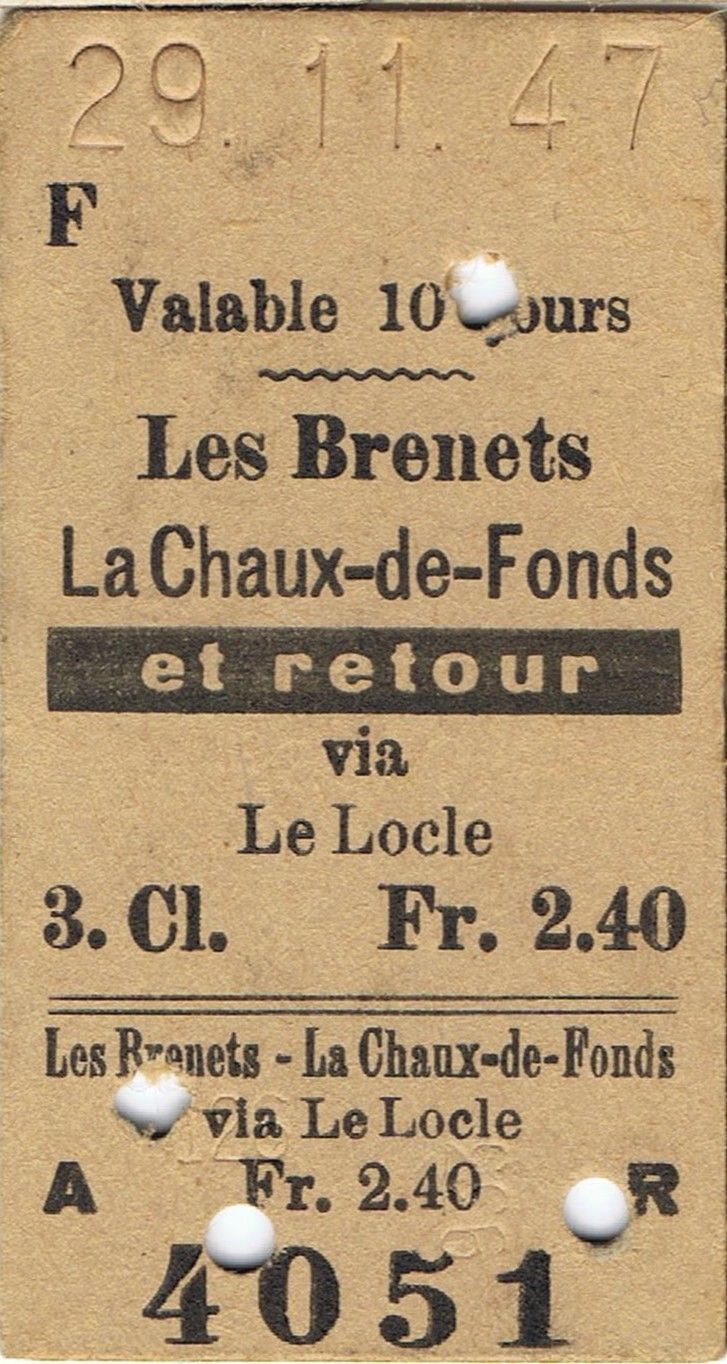 29. 11. 47
F
Valable 10 Jours
Les Brenets
La Chaux-de-Fonds
et retour
via
Le Locle
3. Cl. Fr. 2.40
Les Brenets - La Chaux-de-Fonds
via Le Locle
A Fr. 2.40 R
4051